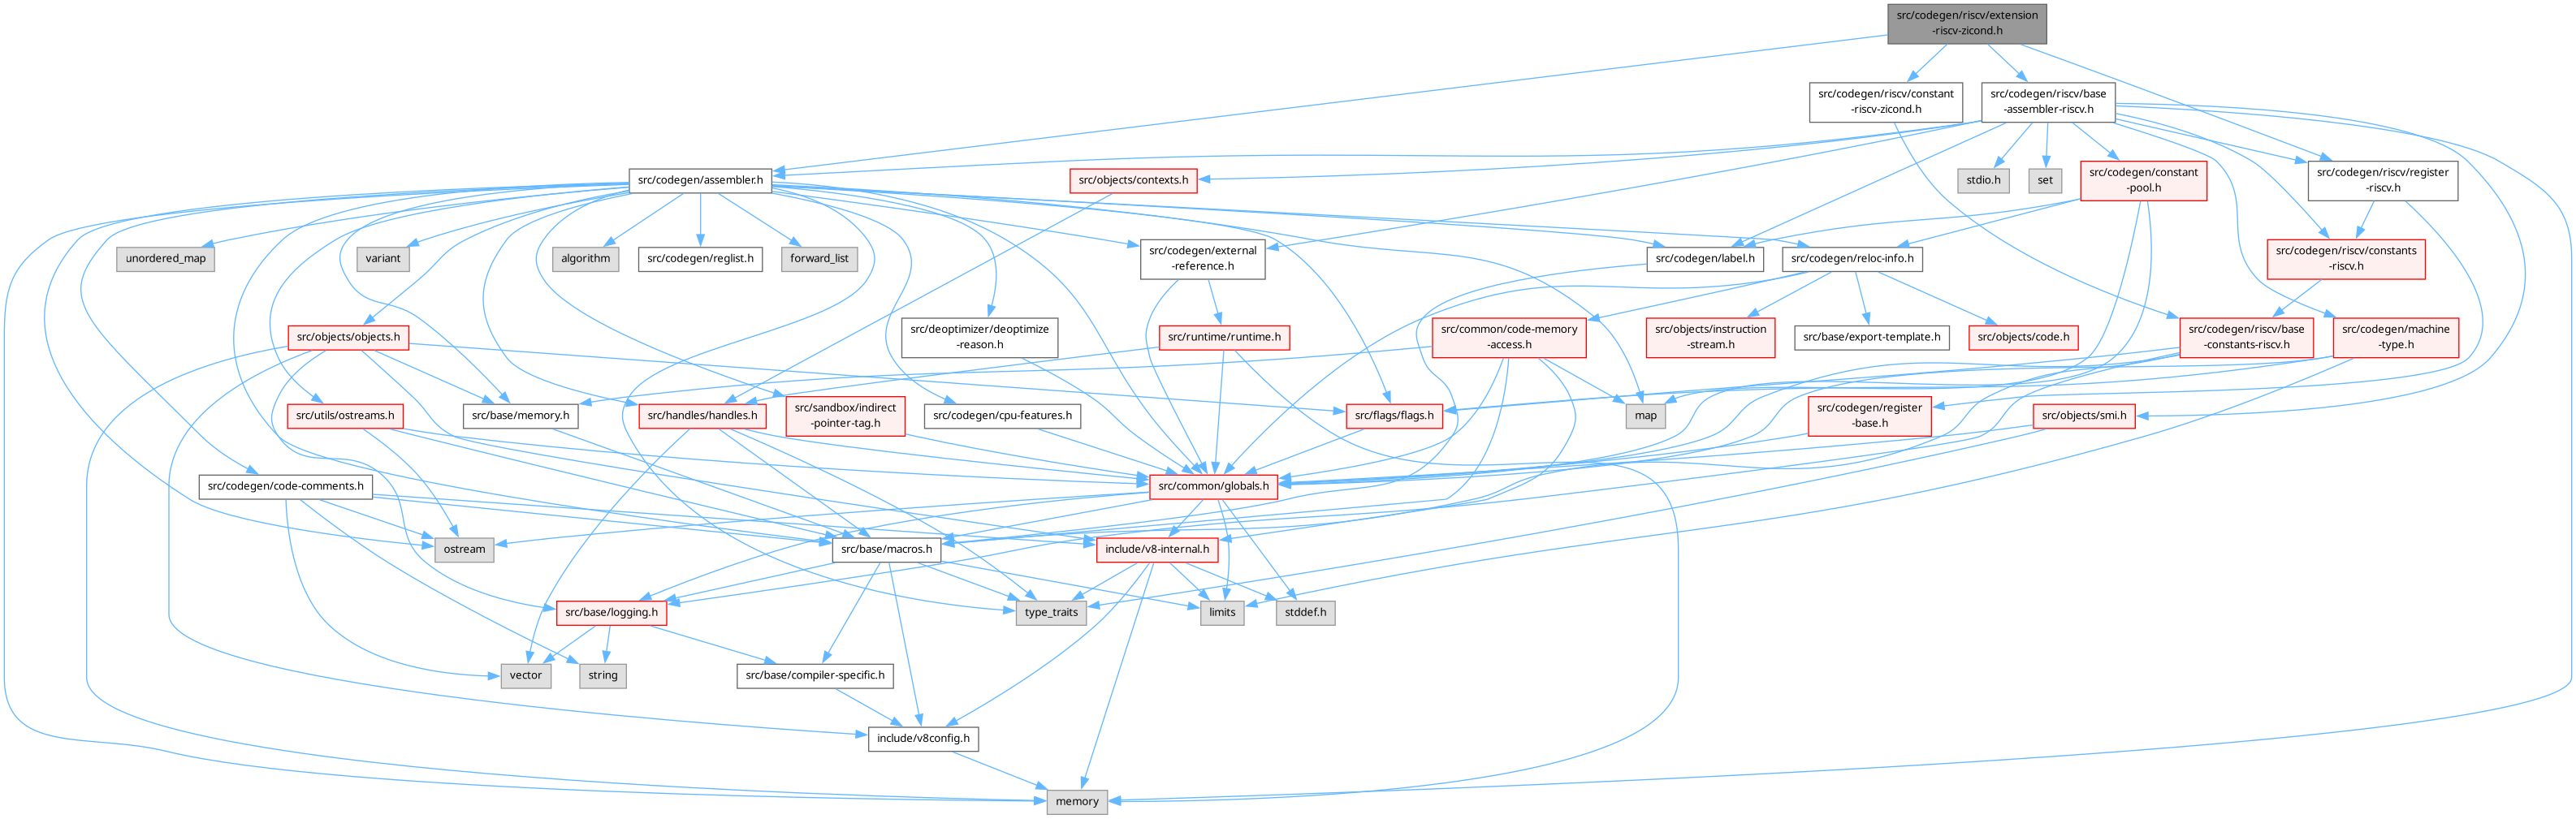 src/codegen/riscv/extension
-riscv-zicond.h
src/codegen/riscv/constant
-riscv-zicond.h
src/codegen/riscv/base
-assembler-riscv.h
src/codegen/assembler.h
src/objects/contexts.h
stdio.h
set
src/codegen/constant
-pool.h
src/codegen/riscv/register
-riscv.h
unordered_map
variant
algorithm
src/codegen/reglist.h
forward_list
src/codegen/external
-reference.h
src/codegen/label.h
src/codegen/reloc-info.h
src/codegen/riscv/constants
-riscv.h
src/objects/objects.h
src/deoptimizer/deoptimize
-reason.h
src/runtime/runtime.h
src/common/code-memory
-access.h
src/objects/instruction
-stream.h
src/base/export-template.h
src/objects/code.h
src/codegen/riscv/base
-constants-riscv.h
src/codegen/machine
-type.h
src/utils/ostreams.h
src/base/memory.h
src/handles/handles.h
src/sandbox/indirect
-pointer-tag.h
src/codegen/cpu-features.h
src/flags/flags.h
map
src/codegen/register
-base.h
src/objects/smi.h
src/codegen/code-comments.h
src/common/globals.h
ostream
src/base/macros.h
include/v8-internal.h
src/base/logging.h
type_traits
limits
stddef.h
vector
string
src/base/compiler-specific.h
include/v8config.h
memory